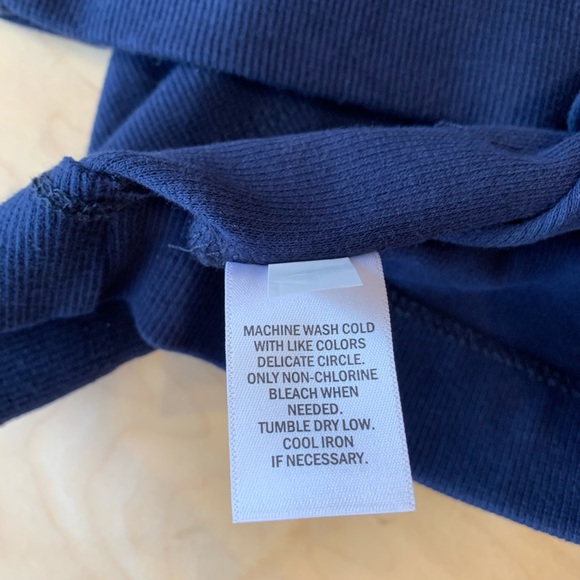 MACHINE WASH COLD
WITH LIKE COLORS
DELICATE CIRCLE.
ONLY NON-CHLORINE
BLEACH WHEN
NEEDED.
TUMBLE DRY LOW.
COOL IRON
IF NECESSARY.